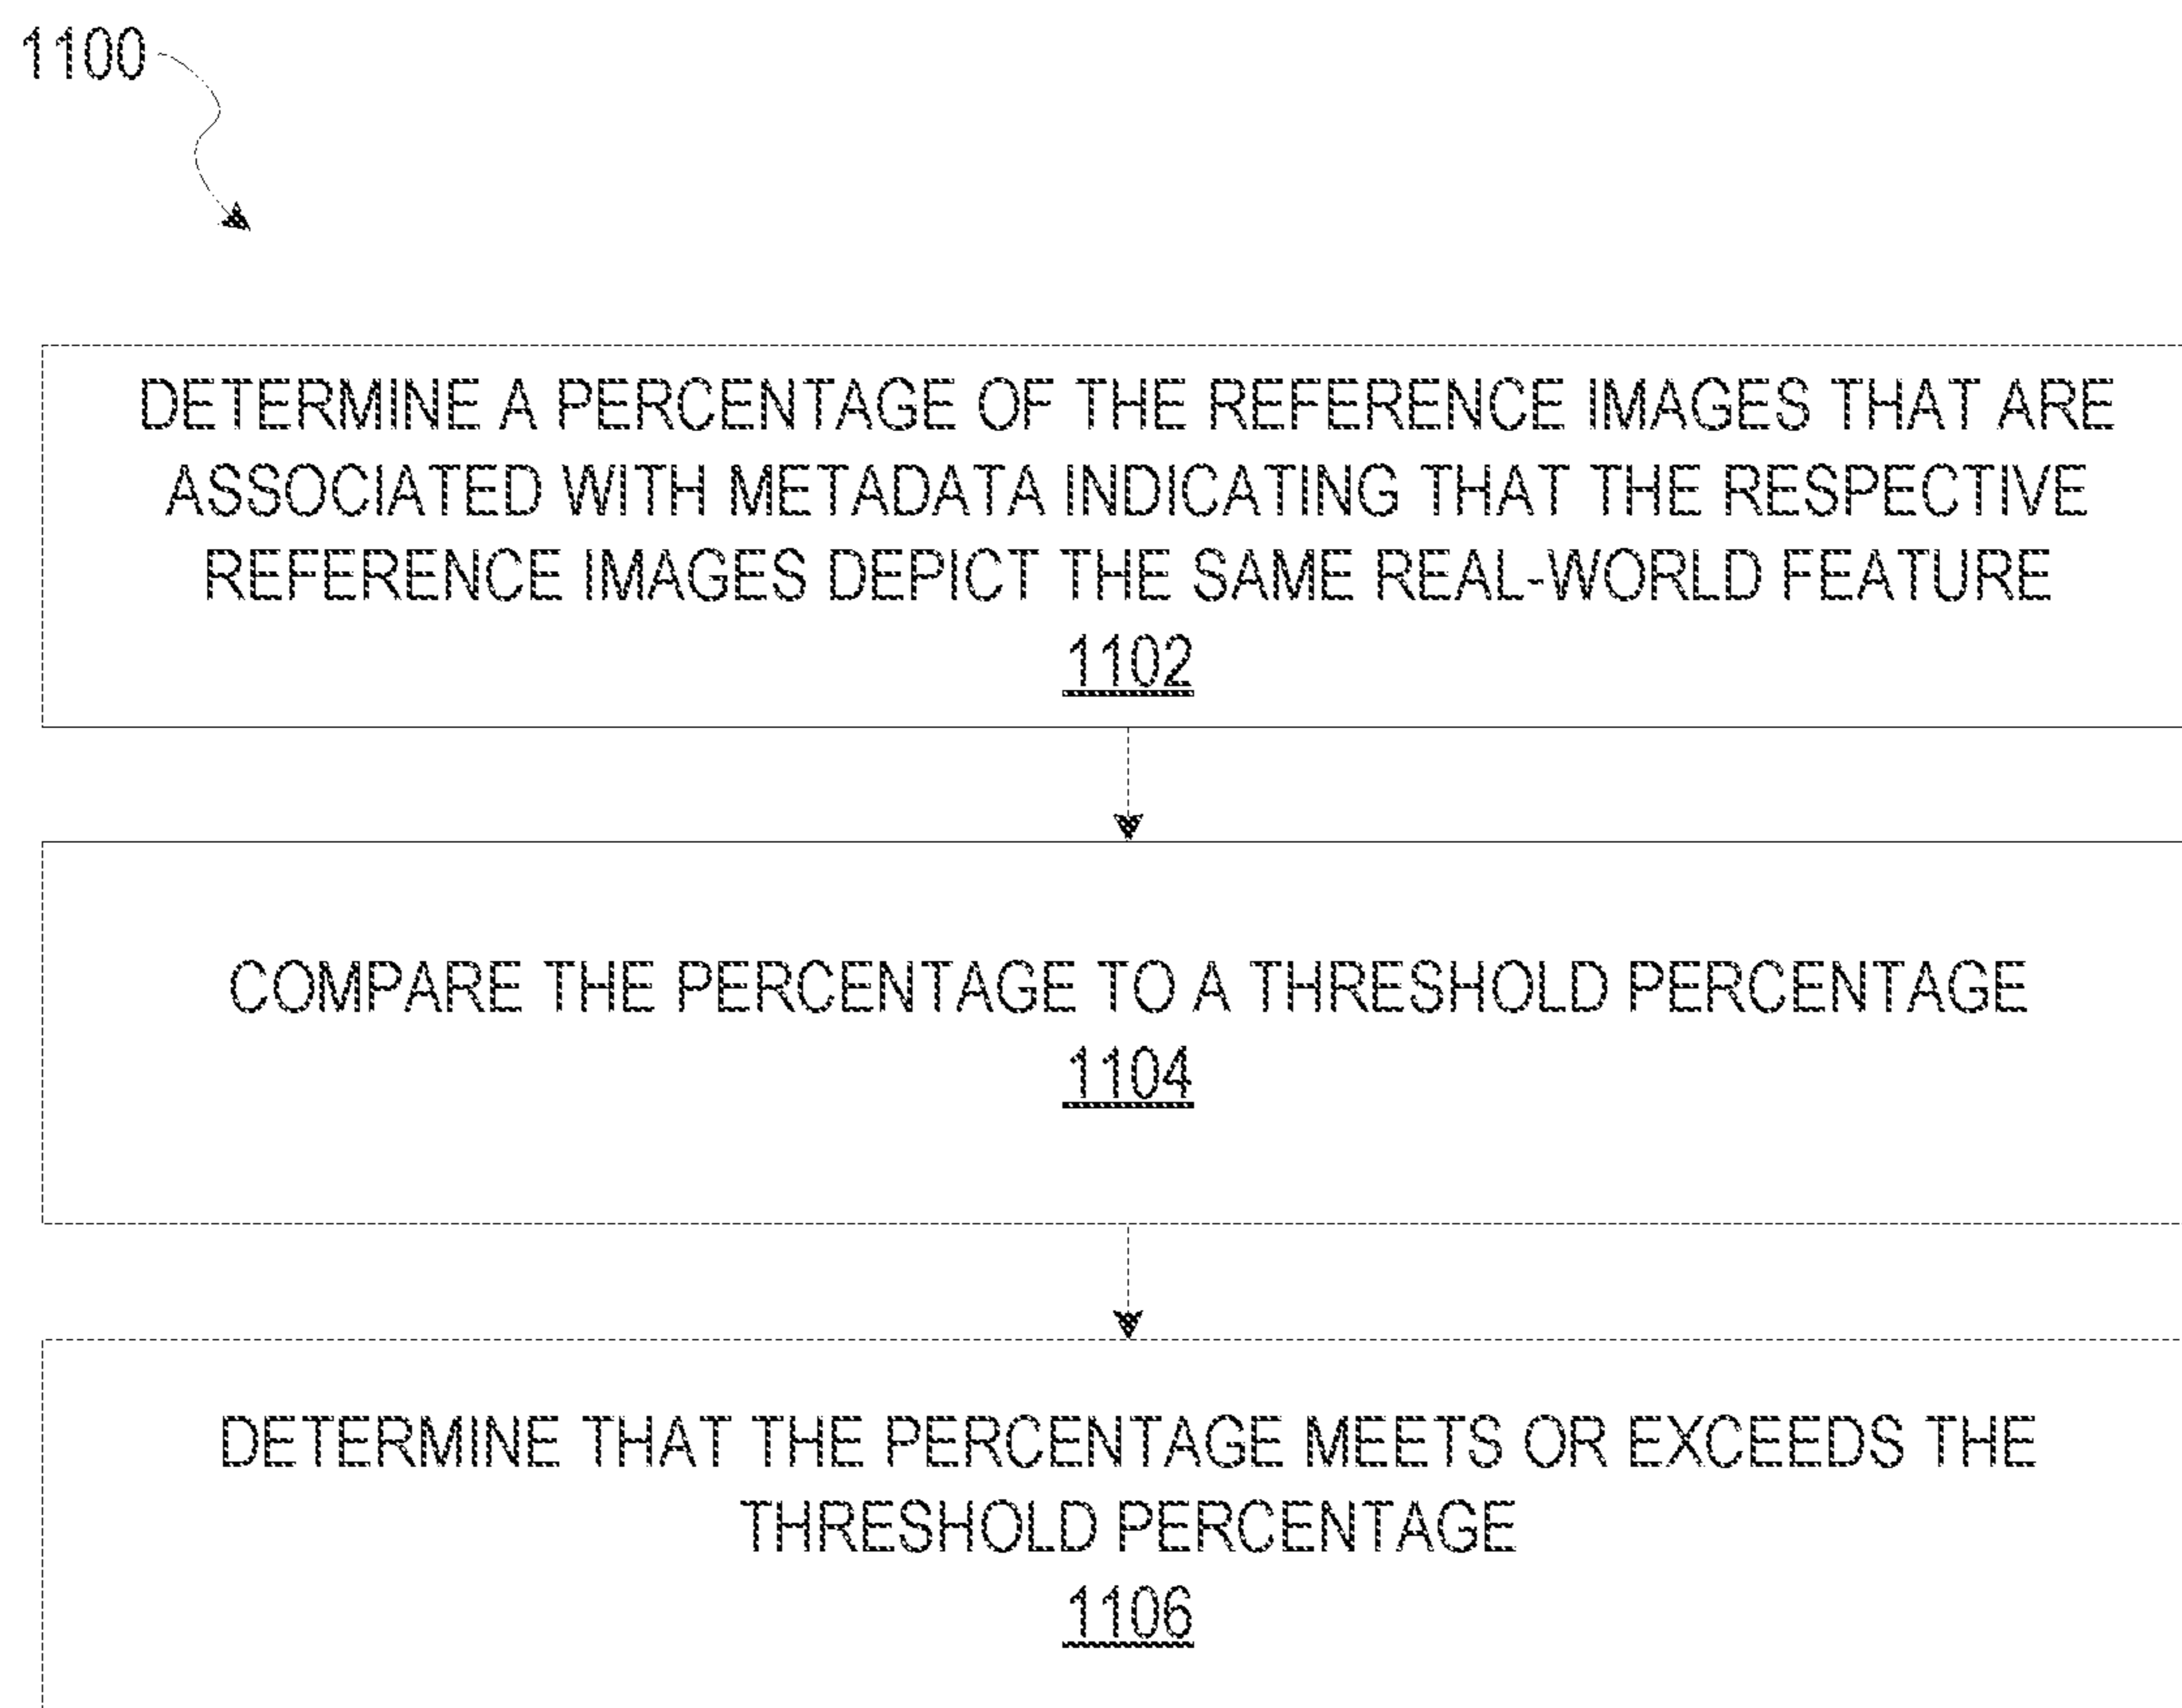 1100
DETERMINE A PERCENTAGE OF THE REFERENCE IMAGES THAT ARE
ASSOCIATED WITH METADATA INDICATING THAT THE RESPECTIVE
REFERENCE IMAGES DEPICT THE SAME REAL-WORLD FEATURE
1102
COMPARE THE PERCENTAGE TO A THRESHOLD PERCENTAGE
1104
DETERMINE THAT THE PERCENTAGE MEETS OR EXCEEDS THE
THRESHOLD PERCENTAGE
1106